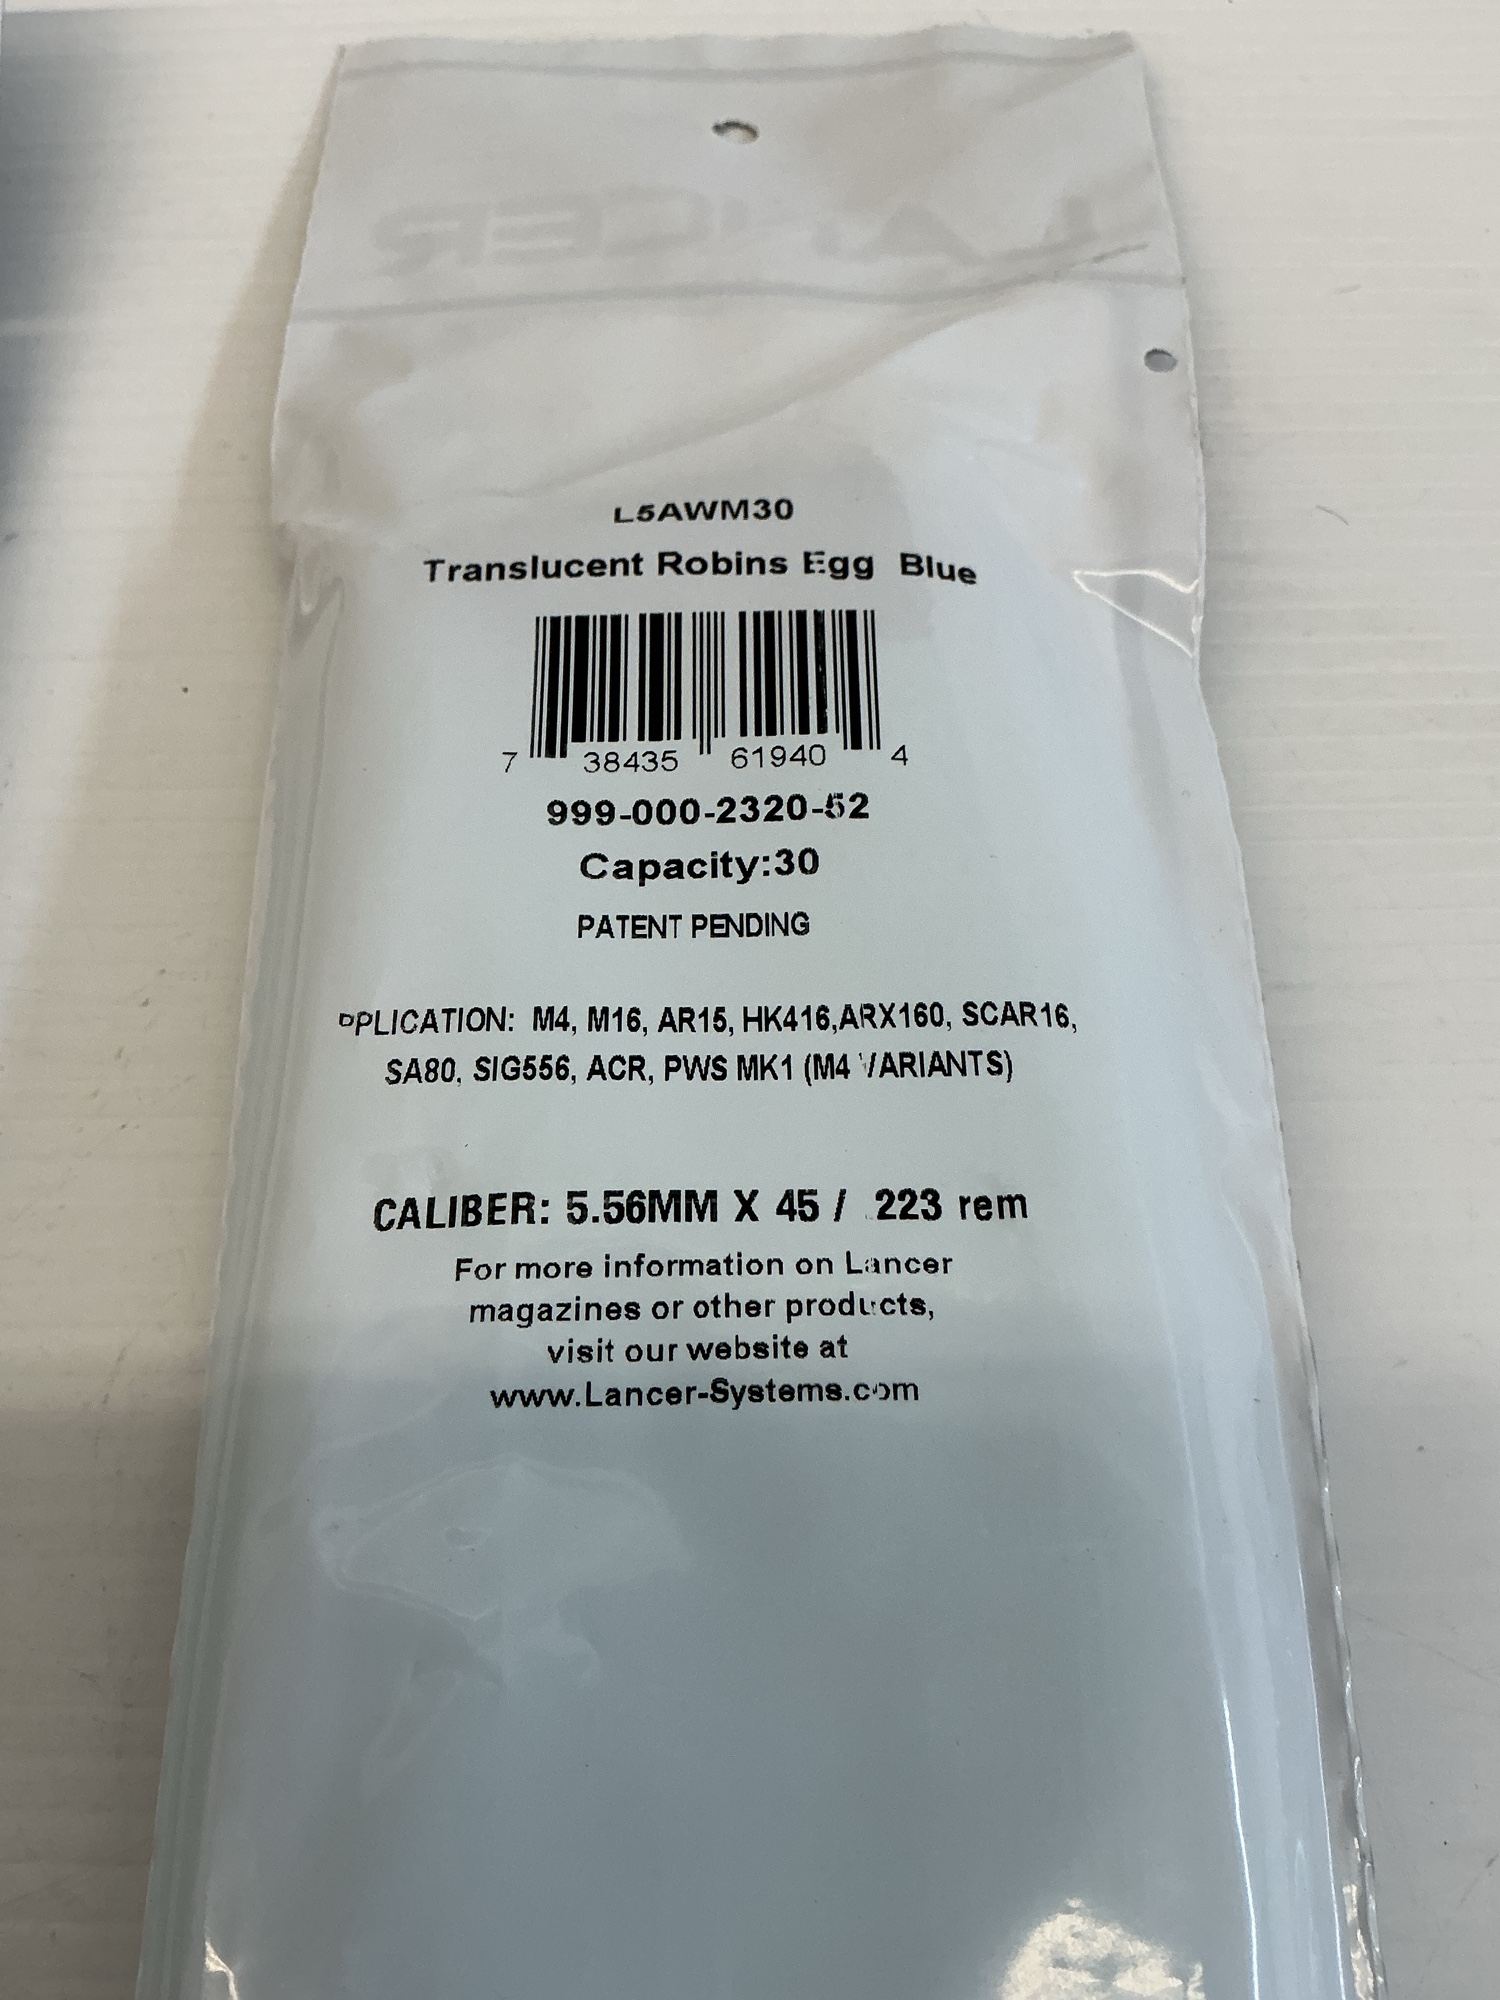 LANCER
L5AWM30
Translucent Robins Egg Blue
7 38435 61940 4
999-000-2320-52
Capacity:30
PATENT PENDING
PPLICATION: M4, M16, AR15, HK416,ARX160, SCAR16,
SA80, SIG556, ACR, PWS MK1 (M4 VARIANTS)
CALIBER: 5.56MM X 45 / .223 rem
For more information on Lancer
magazines or other products,
visit our website at
www.Lancer-Systems.com